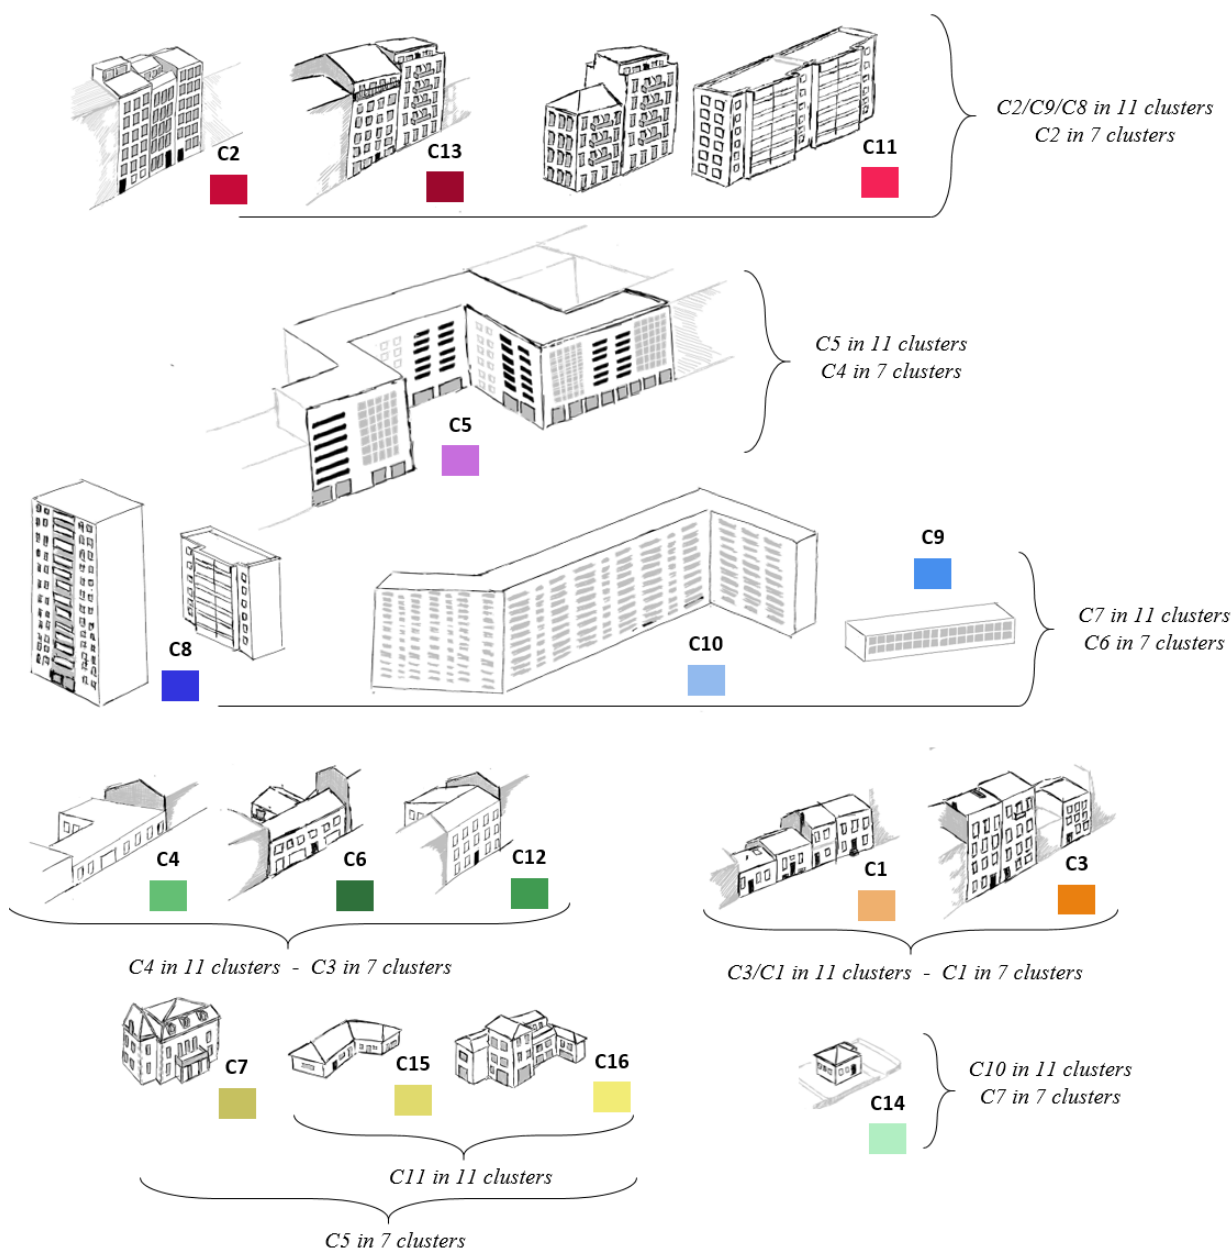 C2
C13
C11
C2/C9/C8 in 11 clusters
C2 in 7 clusters
C5
C5 in 11 clusters
C4 in 7 clusters
C8
C10
C9
C7 in 11 clusters
C6 in 7 clusters
C4
C6
C12
C1
C3
C4 in 11 clusters - C3 in 7 clusters
C3/C1 in 11 clusters - C1 in 7 clusters
C7
C15
C16
C14
C10 in 11 clusters
C7 in 7 clusters
C11 in 11 clusters
C5 in 7 clusters